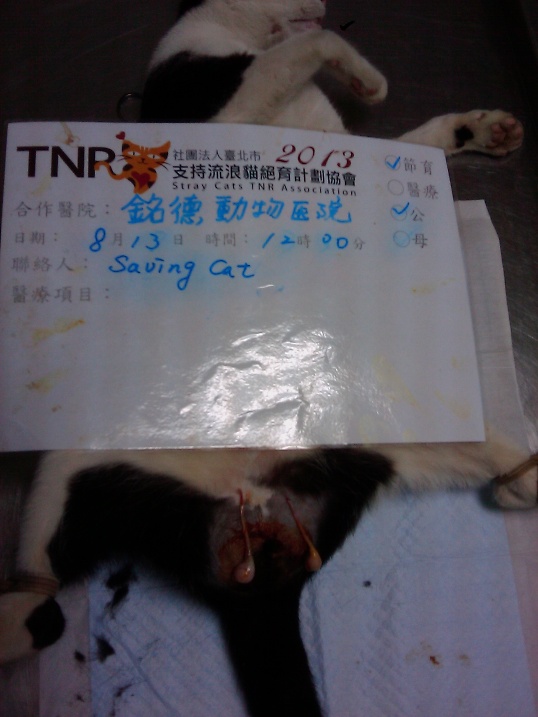 TNR 社團法人臺北市 2013
支持流浪貓絕育計劃協會
Stray Cats TNR Association
合作醫院：銘德動物医院
日期：8月13日 時間：12時00分
聯絡人：Saving Cat
醫療項目：
節育
醫療
公
母